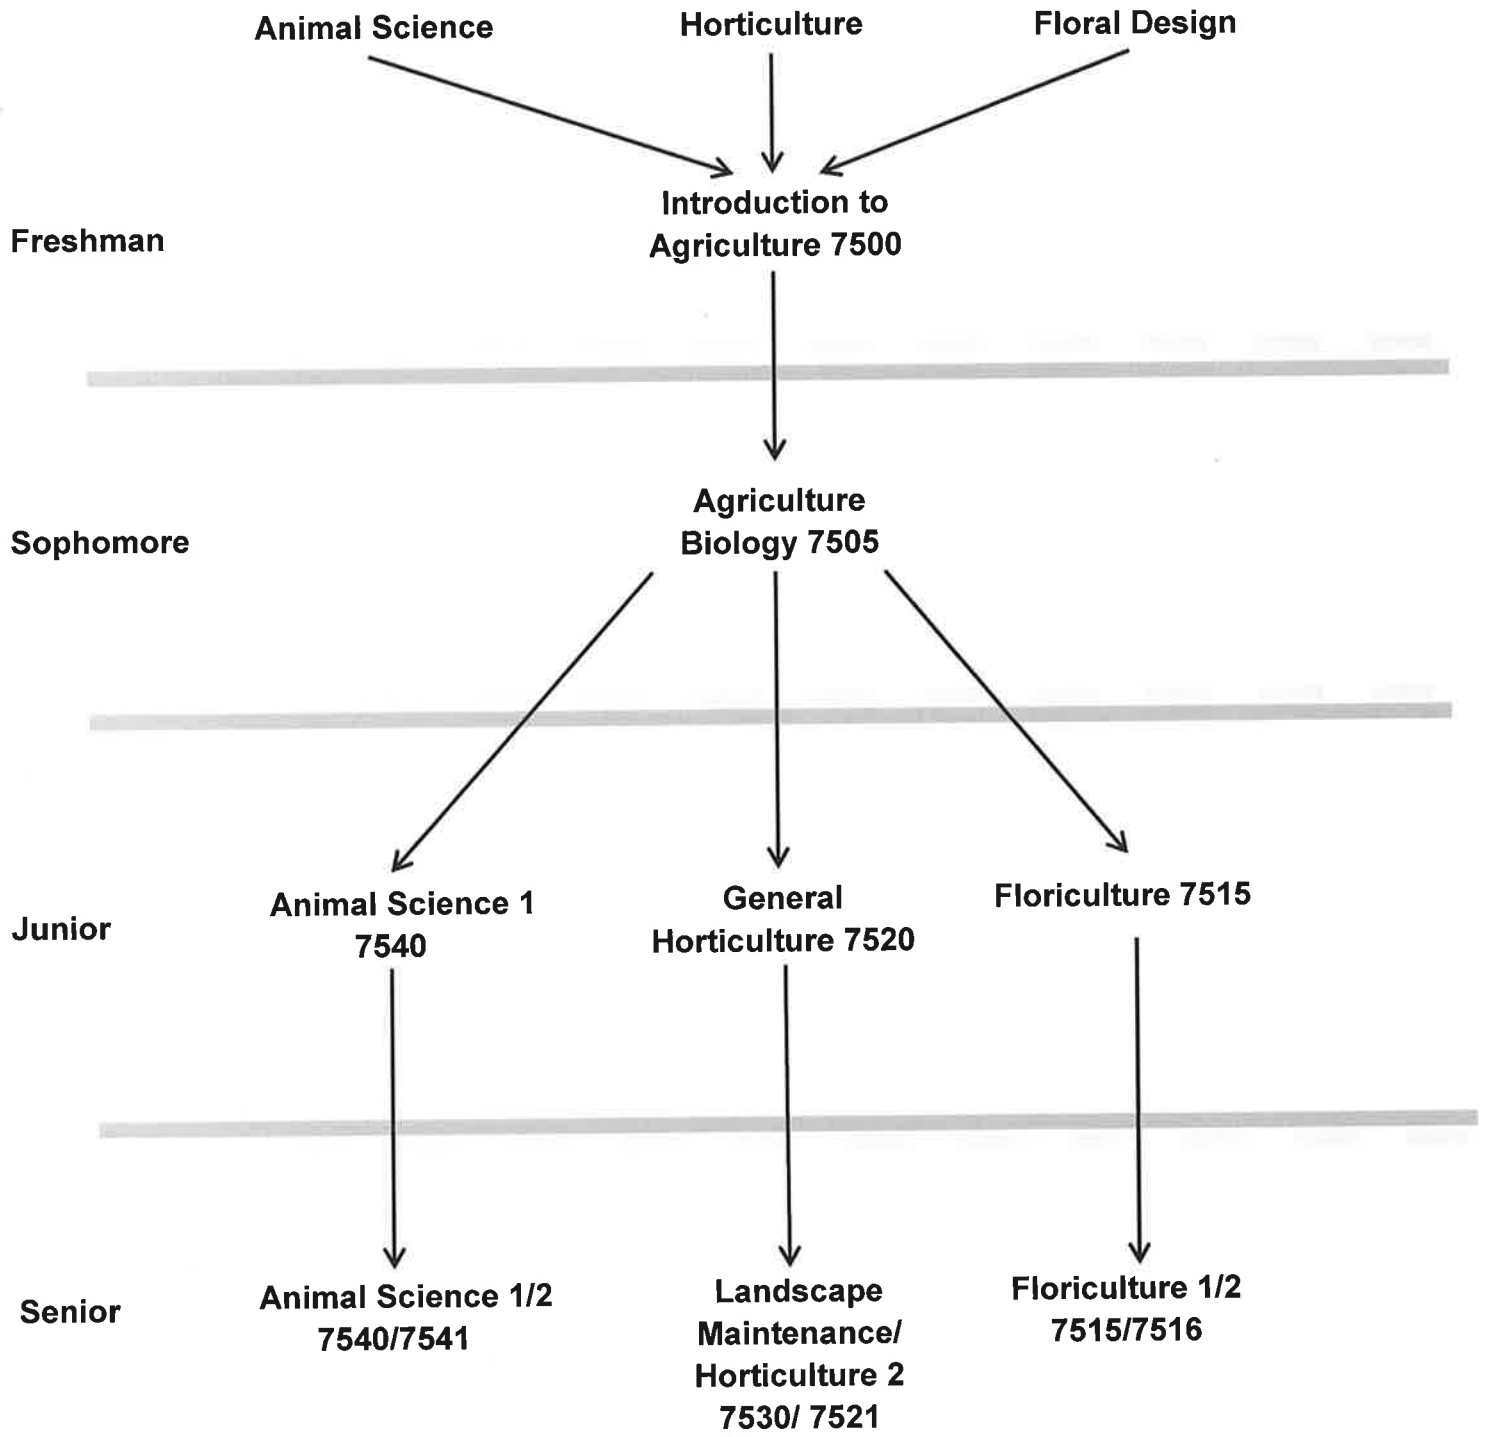 Animal Science
Horticulture
Floral Design
Introduction to
Agriculture 7500
Freshman
Agriculture
Biology 7505
Sophomore
Animal Science 1
7540
General
Horticulture 7520
Floriculture 7515
Junior
Animal Science 1/2
7540/7541
Landscape
Maintenance/
Horticulture 2
7530/ 7521
Floriculture 1/2
7515/7516
Senior